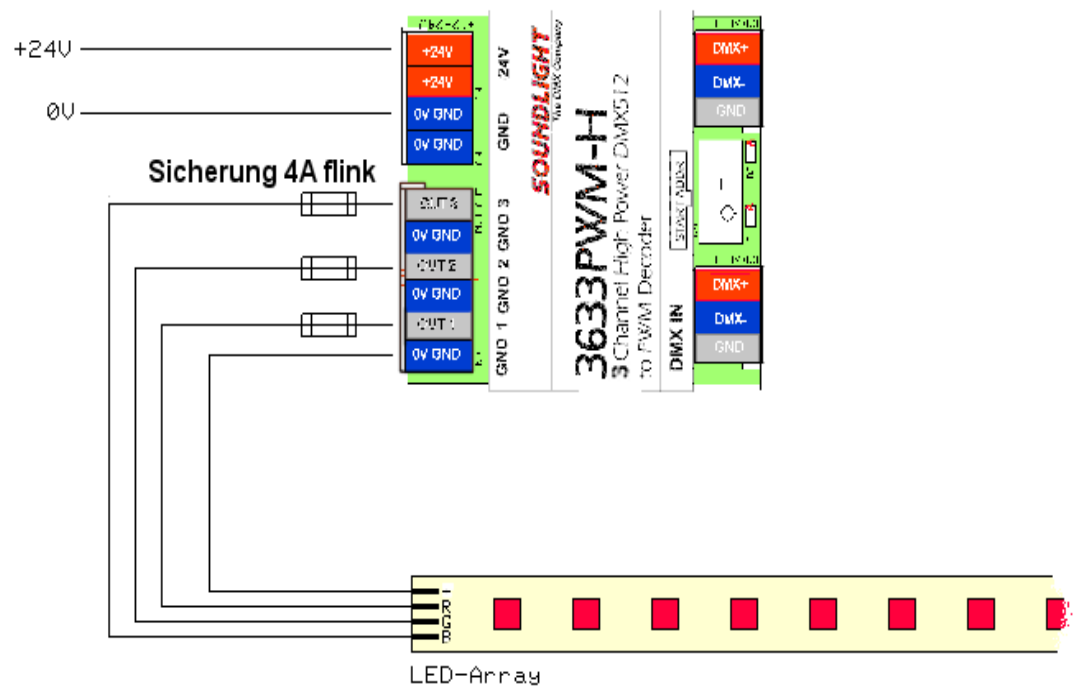 +24V
0V
Sicherung 4A flink
+24V
+24V
0V GND
0V GND
OUT 3
0V GND
OUT 2
0V GND
OUT 1
0V GND
24V
GND
GND 3
GND 2
GND 1
SOUNDLIGHT
The DMX Company
3633PWM-H
3 Channel High Power DMX512
to PWM Decoder
START ADDR
DMX IN
DMX+
DMX-
GND
DMX+
DMX-
GND
-
R
G
B
LED-Array